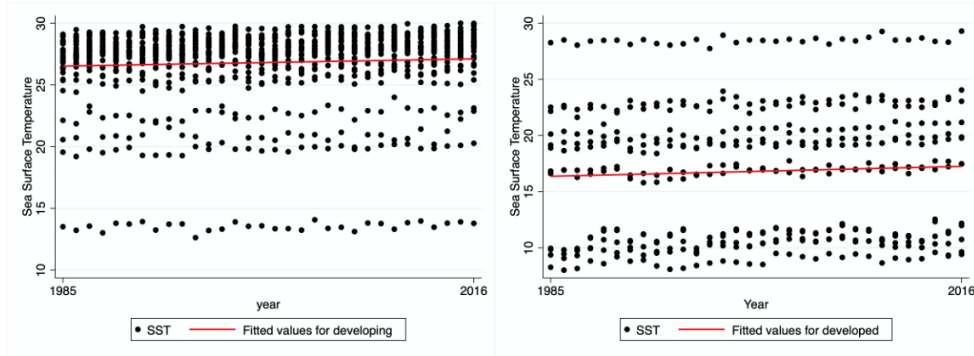 30
25
20
15
10
Sea Surface Temperature
1985
2016
year
SST
Fitted values for developing
30
25
20
15
10
Sea Surface Temperature
1985
2016
Year
SST
Fitted values for developed